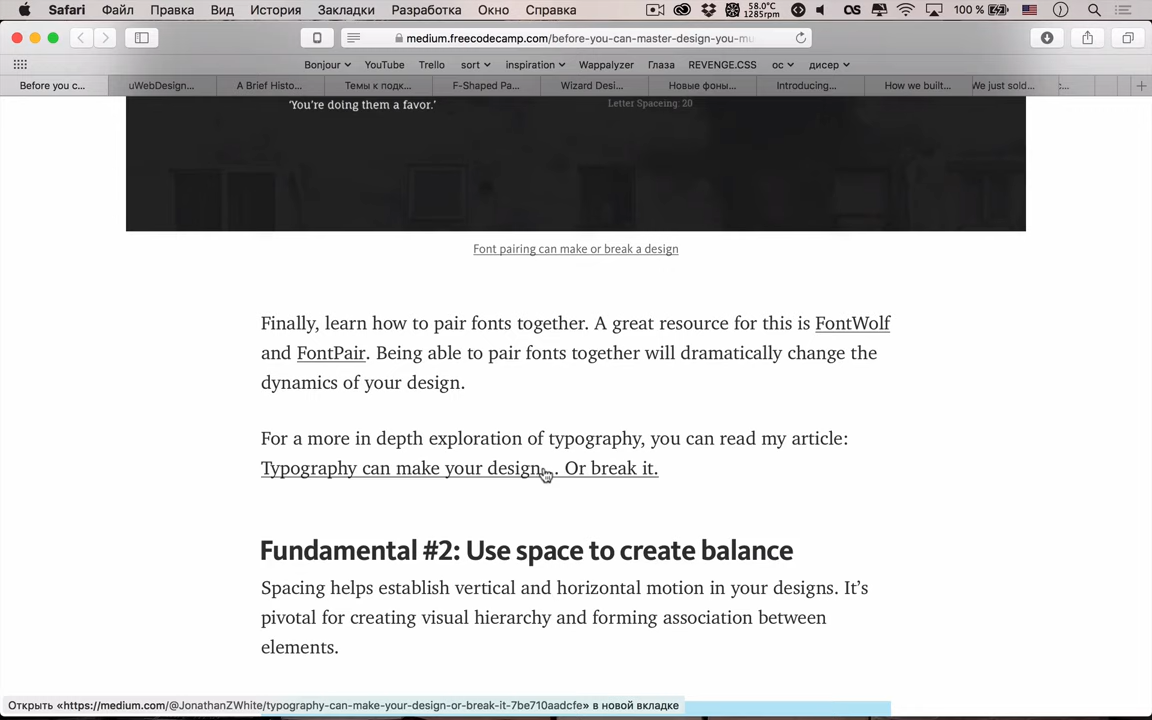 Safari Файл Правка Вид История Закладки Разработка Окно Справка 58.0°C 1285rpm 100 %
medium.freecodecamp.com/before-you-can-master-design-you-mu
Bonjour YouTube Trello sort inspiration Wappalyzer Глаза REVENGE.CSS ос дисер
Before you c... uWebDesign... A Brief Histo... Темы к подк... F-Shaped Pa... Wizard Desi... Новые фоны... Introducing... How we built... We just sold...
‘You’re doing them a favor.’ Letter Spaceing: 20
Font pairing can make or break a design
Finally, learn how to pair fonts together. A great resource for this is FontWolf
and FontPair. Being able to pair fonts together will dramatically change the
dynamics of your design.
For a more in depth exploration of typography, you can read my article:
Typography can make your design... Or break it.
Fundamental #2: Use space to create balance
Spacing helps establish vertical and horizontal motion in your designs. It’s
pivotal for creating visual hierarchy and forming association between
elements.
Открыть «https://medium.com/@JonathanZWhite/typography-can-make-your-design-or-break-it-7be710aadcfe» в новой вкладке